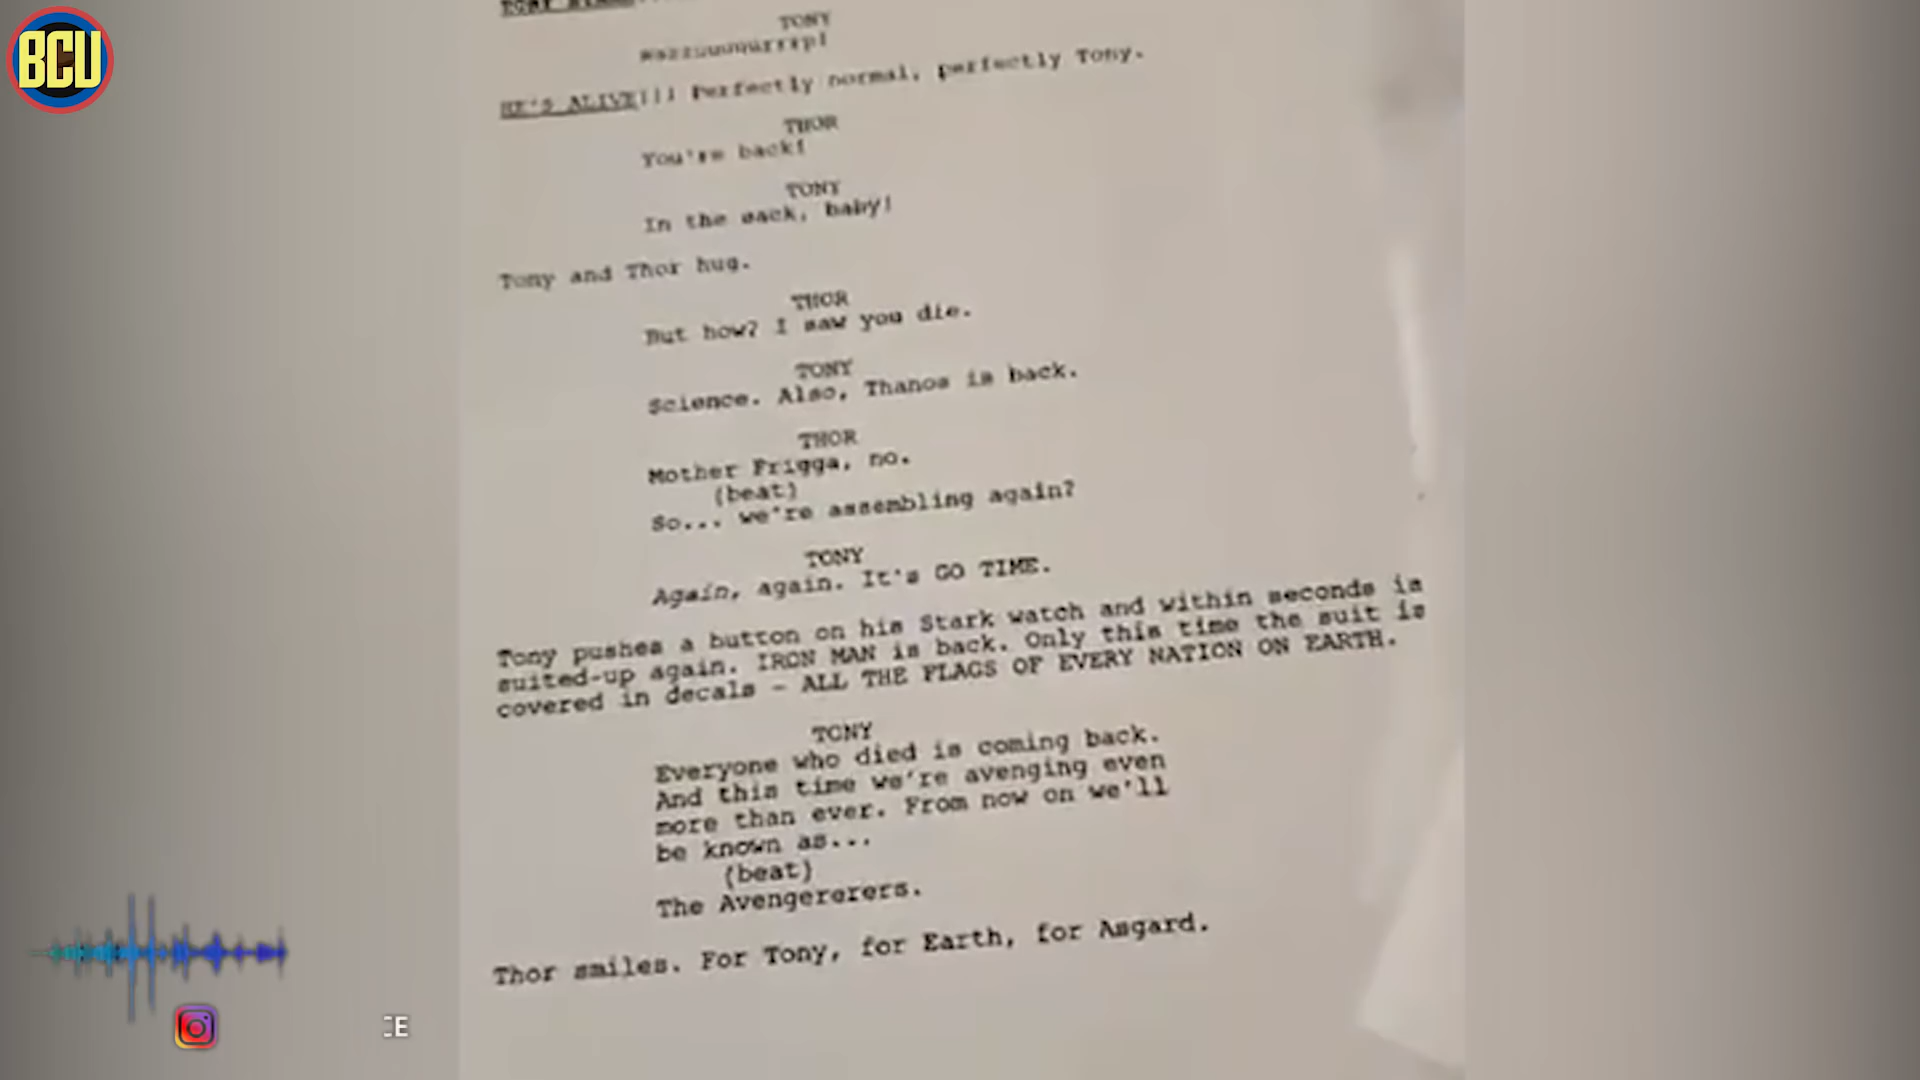 BCU
TONY
Wazzuuuuurrrp!
HE'S ALIVE!!! Perfectly normal, perfectly Tony.
THOR
You're back!
TONY
In the sack, baby!
Tony and Thor hug.
THOR
But how? I saw you die.
TONY
Science. Also, Thanos is back.
THOR
Mother Frigga, no.
(beat)
So... we're assembling again?
TONY
Again, again. It's GO TIME.
Tony pushes a button on his Stark watch and within seconds is
suited-up again. IRON MAN is back. Only this time the suit is
covered in decals - ALL THE FLAGS OF EVERY NATION ON EARTH.
TONY
Everyone who died is coming back.
And this time we're avenging even
more than ever. From now on we'll
be known as...
(beat)
The Avengererers.
Thor smiles. For Tony, for Earth, for Asgard.